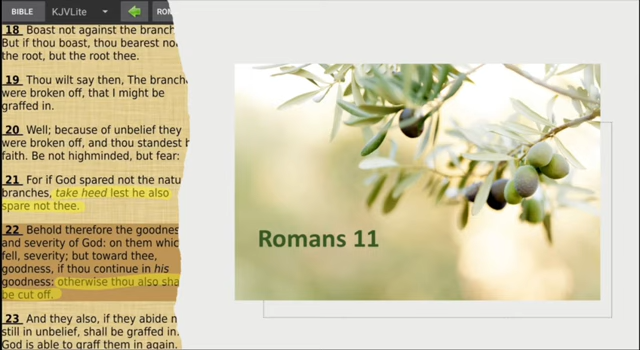 BIBLE KJVLite
18 Boast not against the branch
But if thou boast, thou bearest no
the root, but the root thee.
19 Thou wilt say then, The branch
were broken off, that I might be
graffed in.
20 Well; because of unbelief they
were broken off, and thou standest b
faith. Be not highminded, but fear:
21 For if God spared not the natu
branches, take heed lest he also
spare not thee.
22 Behold therefore the goodnes
and severity of God: on them whic
fell, severity; but toward thee,
goodness, if thou continue in his
goodness: otherwise thou also sha
be cut off.
23 And they also, if they abide n
still in unbelief, shall be graffed in.
God is able to graff them in again.
Romans 11